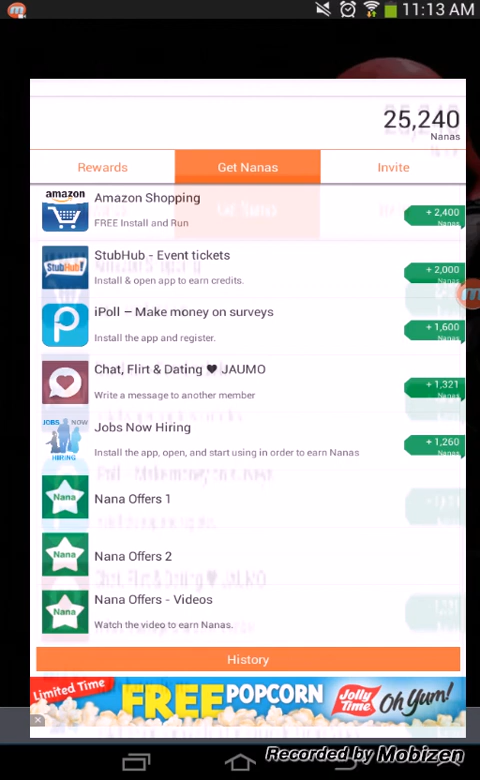 11:13 AM
25,240
Nanas
Rewards
Get Nanas
Invite
amazon
Amazon Shopping
FREE Install and Run
+ 2,400
Nanas
StubHub!
StubHub - Event tickets
Install & open app to earn credits.
+ 2,000
Nanas
iPoll – Make money on surveys
Install the app and register.
+ 1,600
Nanas
Chat, Flirt & Dating ♥ JAUMO
Write a message to another member
+ 1,321
Nanas
JOBS NOW
HIRING
Jobs Now Hiring
Install the app, open, and start using in order to earn Nanas
+ 1,260
Nanas
Nana
Nana Offers 1
Nana
Nana Offers 2
Nana
Nana Offers - Videos
Watch the video to earn Nanas.
History
Limited Time
FREE POPCORN
Jolly Time
Oh Yum!
Recorded by Mobizen